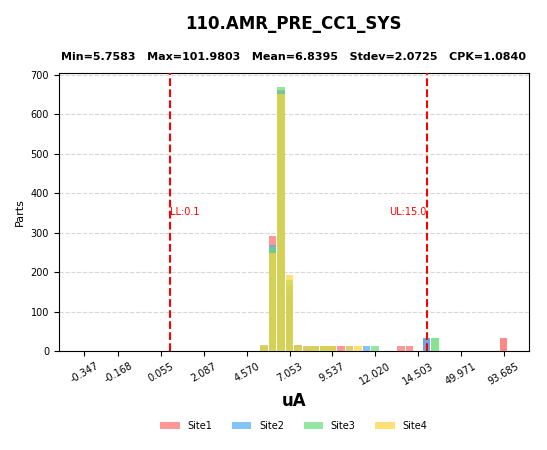 110.AMR_PRE_CC1_SYS
Min=5.7583 Max=101.9803 Mean=6.8395 Stdev=2.0725 CPK=1.0840
700
600
500
400
300
200
100
0
Parts
LL:0.1
UL:15.0
-0.347 -0.168 0.055 2.087 4.570 7.053 9.537 12.020 14.503 49.971 93.685
uA
Site1 Site2 Site3 Site4